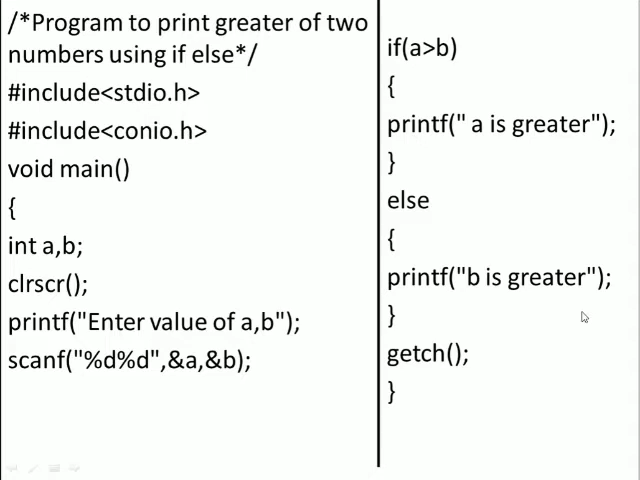 /*Program to print greater of two
numbers using if else*/
#include<stdio.h>
#include<conio.h>
void main()
{
int a,b;
clrscr();
printf("Enter value of a,b");
scanf("%d%d",&a,&b);
if(a>b)
{
printf(" a is greater");
}
else
{
printf("b is greater");
}
getch();
}